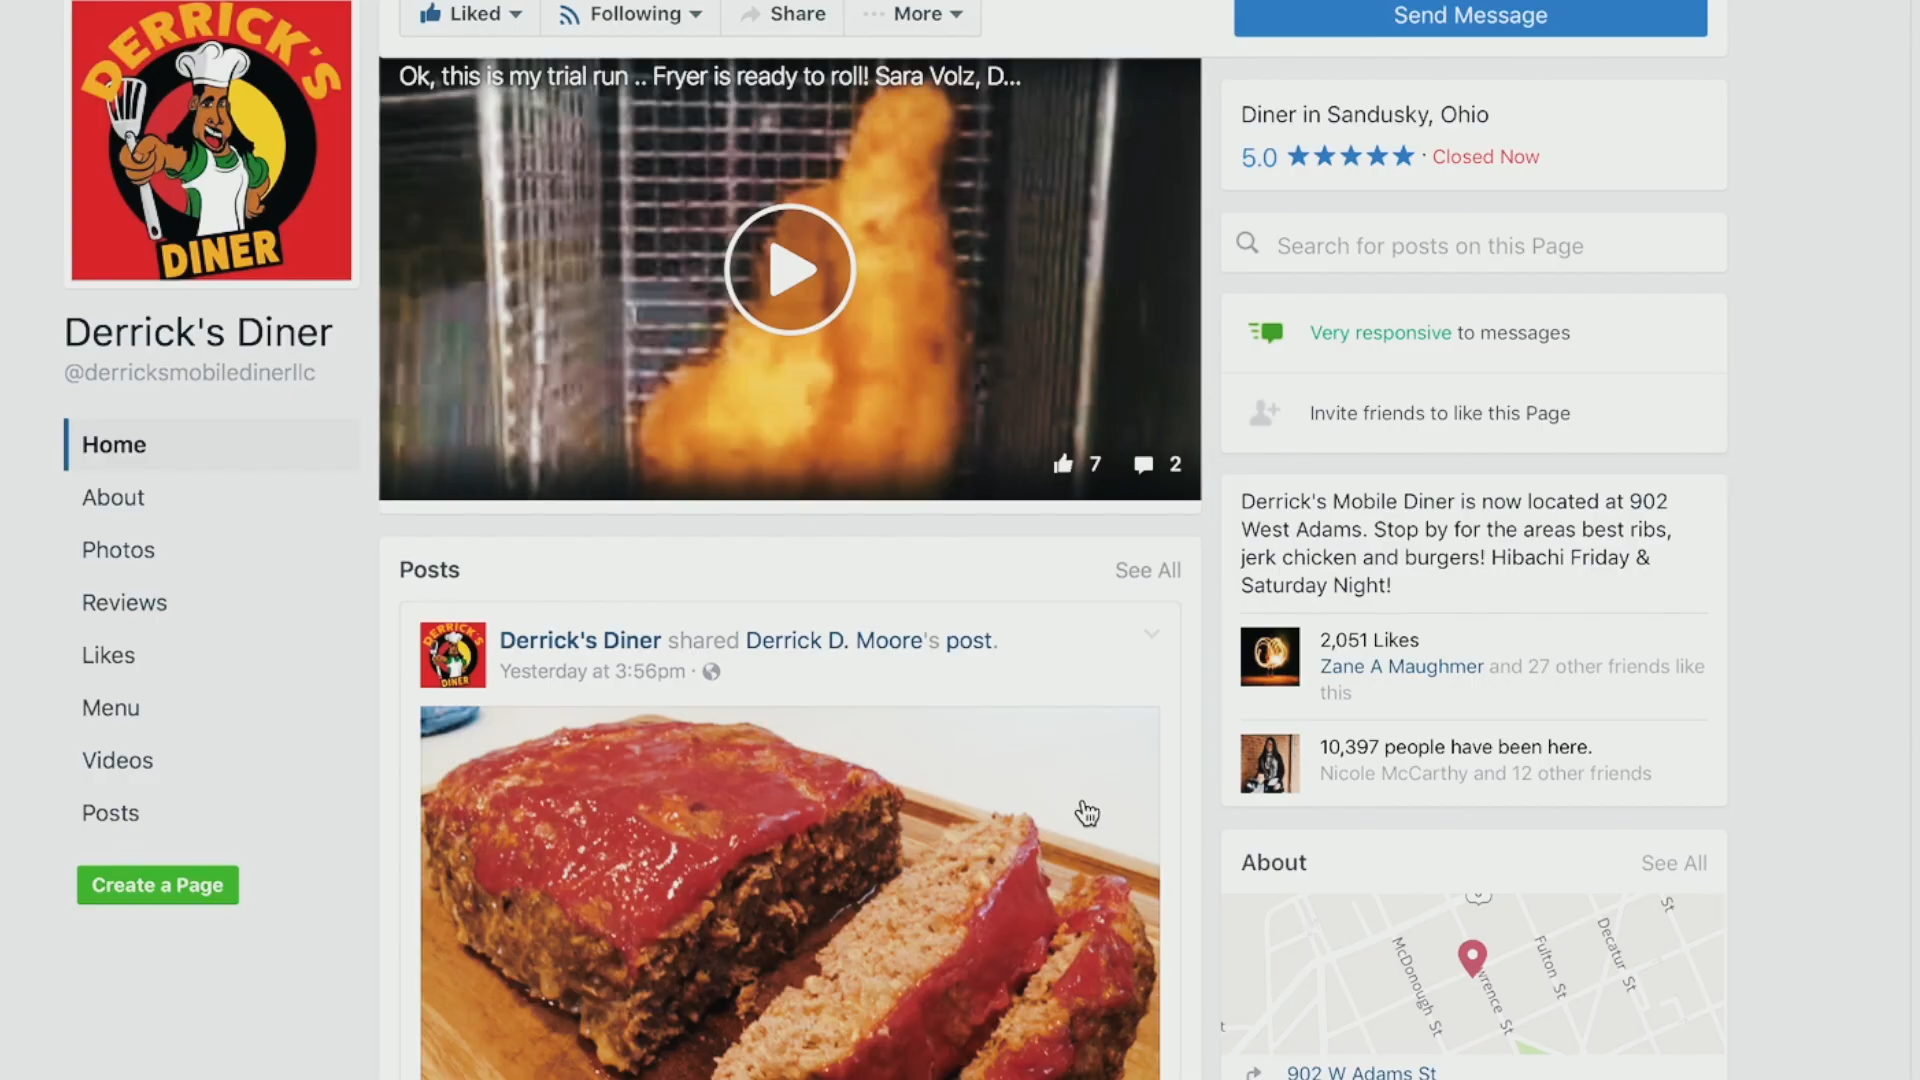 Liked
Following
Share
More
Send Message
DERRICK'S
DINER
Derrick's Diner
@derricksmobiledinerllc
Home
About
Photos
Reviews
Likes
Menu
Videos
Posts
Create a Page
Ok, this is my trial run .. Fryer is ready to roll! Sara Volz, D...
7
2
Posts
See All
DERRICK'S
DINER
Derrick's Diner shared Derrick D. Moore's post.
Yesterday at 3:56pm ·
Diner in Sandusky, Ohio
5.0 ★★★★★ · Closed Now
Search for posts on this Page
Very responsive to messages
Invite friends to like this Page
Derrick's Mobile Diner is now located at 902
West Adams. Stop by for the areas best ribs,
jerk chicken and burgers! Hibachi Friday &
Saturday Night!
2,051 Likes
Zane A Maughmer and 27 other friends like
this
10,397 people have been here.
Nicole McCarthy and 12 other friends
About
See All
McDonough St
wrence St
Fulton St
Decatur St
St
902 W Adams St